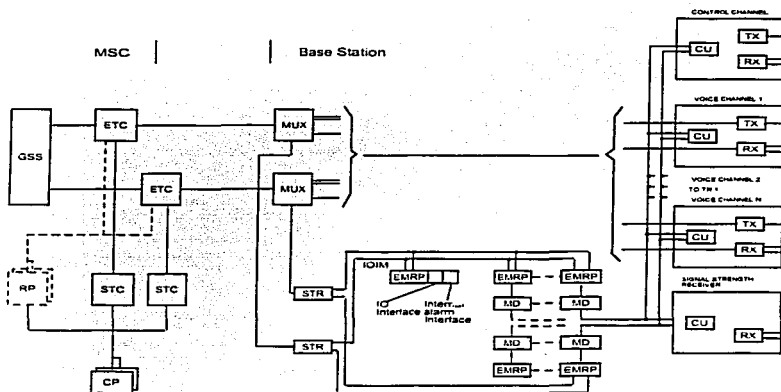 CONTROL CHANNEL
TX
CU
RX
MSC
Base Station
VOICE CHANNEL 1
TX
CU
RX
GSS
ETC
MUX
ETC
MUX
VOICE CHANNEL 2
TO TR 1
VOICE CHANNEL N
TX
CU
RX
RP
STC
STC
STR
EMRP
IO
Interface
alarm
Interface
EMRP
EMRP
MD
MD
SIGNAL STRENGTH
RECEIVER
CU
RX
STR
MD
MD
EMRP
EMRP
CP